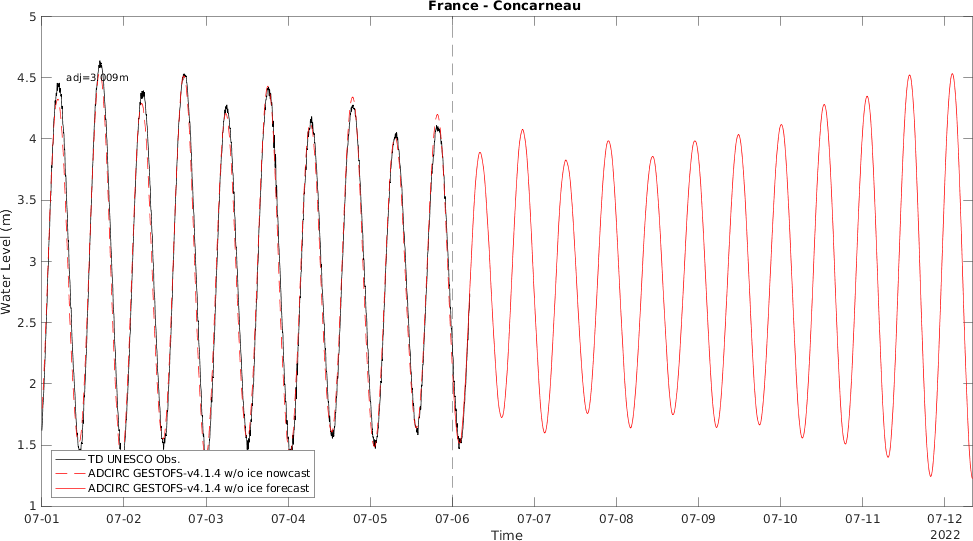 France - Concarneau
adj=3.009m
Water Level (m)
5
4.5
4
3.5
3
2.5
2
1.5
1
TD UNESCO Obs.
ADCIRC GESTOFS-v4.1.4 w/o ice nowcast
ADCIRC GESTOFS-v4.1.4 w/o ice forecast
07-01 07-02 07-03 07-04 07-05 07-06 07-07 07-08 07-09 07-10 07-11 07-12
Time
2022